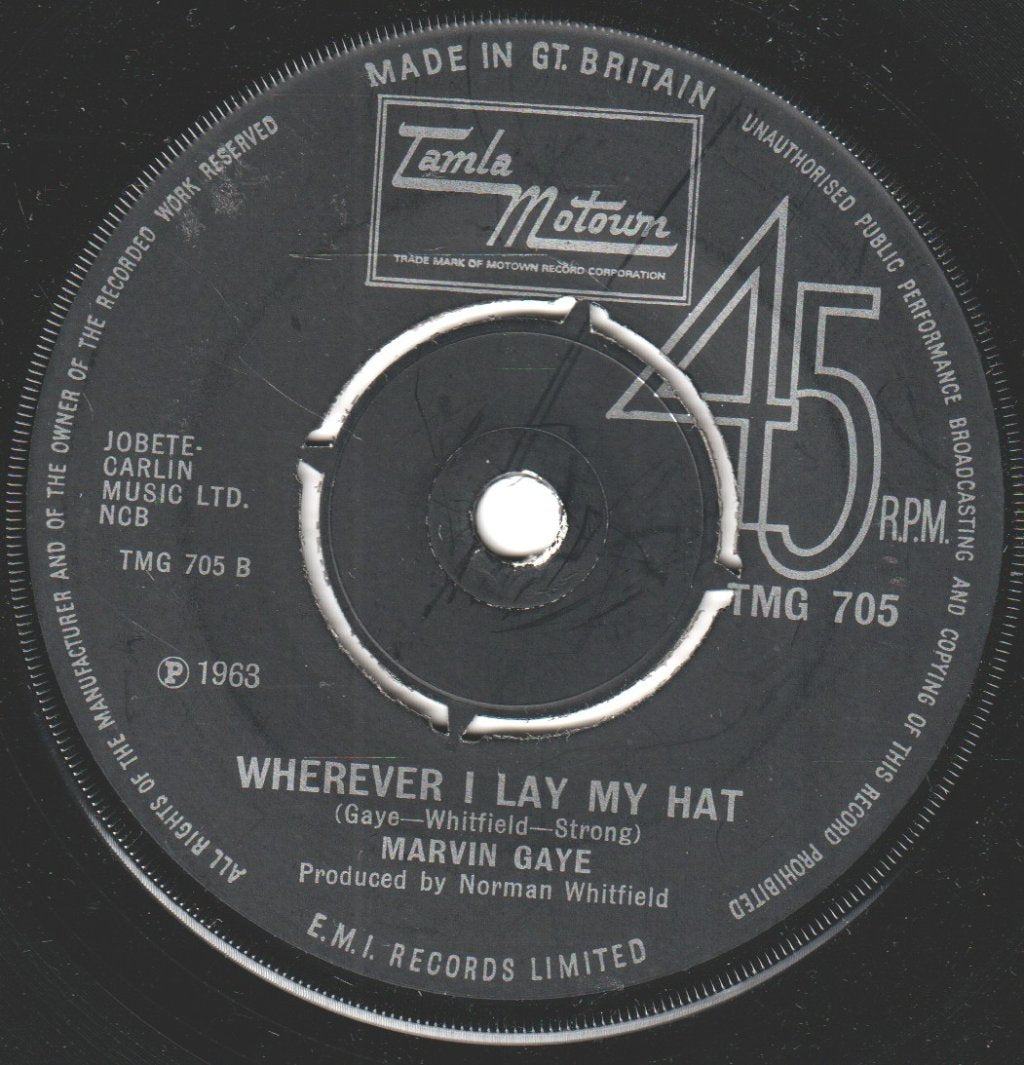 MADE IN GT. BRITAIN
Tamla
Motown
TRADE MARK OF MOTOWN RECORD CORPORATION
UNAUTHORISED PUBLIC PERFORMANCE BROADCASTING AND COPYING OF THIS RECORD PROHIBITED
ALL RIGHTS OF THE MANUFACTURER AND OF THE OWNER OF THE RECORDED WORK RESERVED
45
R.P.M.
JOBETE-
CARLIN
MUSIC LTD.
NCB
TMG 705 B
TMG 705
Ⓟ 1963
WHEREVER I LAY MY HAT
(Gaye—Whitfield—Strong)
MARVIN GAYE
Produced by Norman Whitfield
E.M.I. RECORDS LIMITED